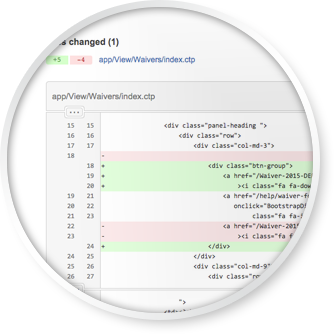 s changed (1)
+5 −4 app/View/Waivers/index.ctp
app/View/Waivers/index.ctp
...
15 15 <div class="panel-heading ">
16 16 <div class="row">
17 17 <div class="col-md-3">
18 -
18 + <div class="btn-group">
19 + <a href="/Waiver-2015-DE
20 + ><i class="fa fa-dow
19 21 <a href="/help/waiver-fo
20 22 onclick="BootstrapDi
21 23 class="fa fa-i
22 - <a href="/Waiver-2015
23 - ><i class="fa fa
24 + </div>
24 25 </div>
25 26 <div class="col-md-9"
26 27 <div class="ro
">